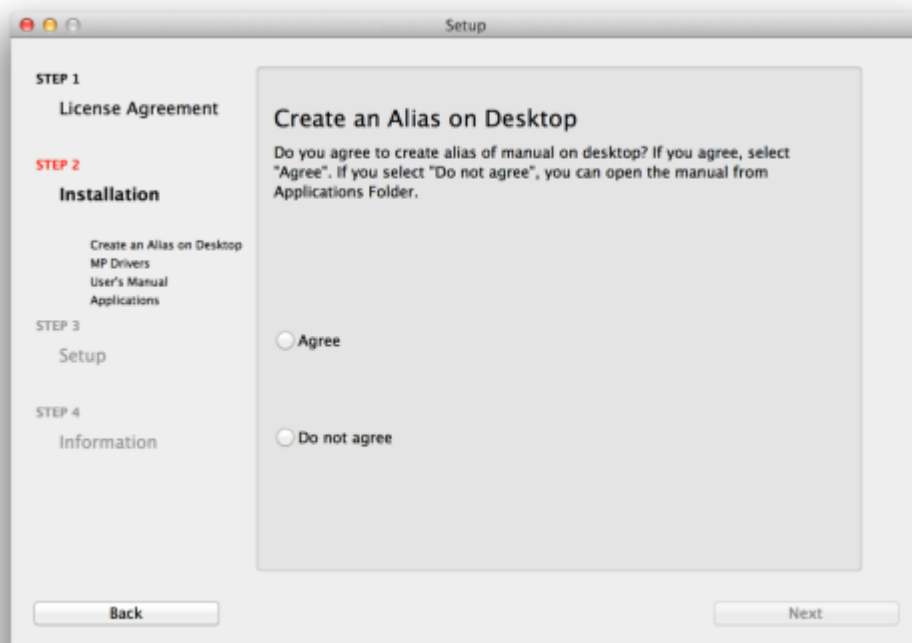 Setup
STEP 1
License Agreement
STEP 2
Installation
Create an Alias on Desktop
MP Drivers
User's Manual
Applications
STEP 3
Setup
STEP 4
Information
Create an Alias on Desktop
Do you agree to create alias of manual on desktop? If you agree, select
"Agree". If you select "Do not agree", you can open the manual from
Applications Folder.
Agree
Do not agree
Back
Next